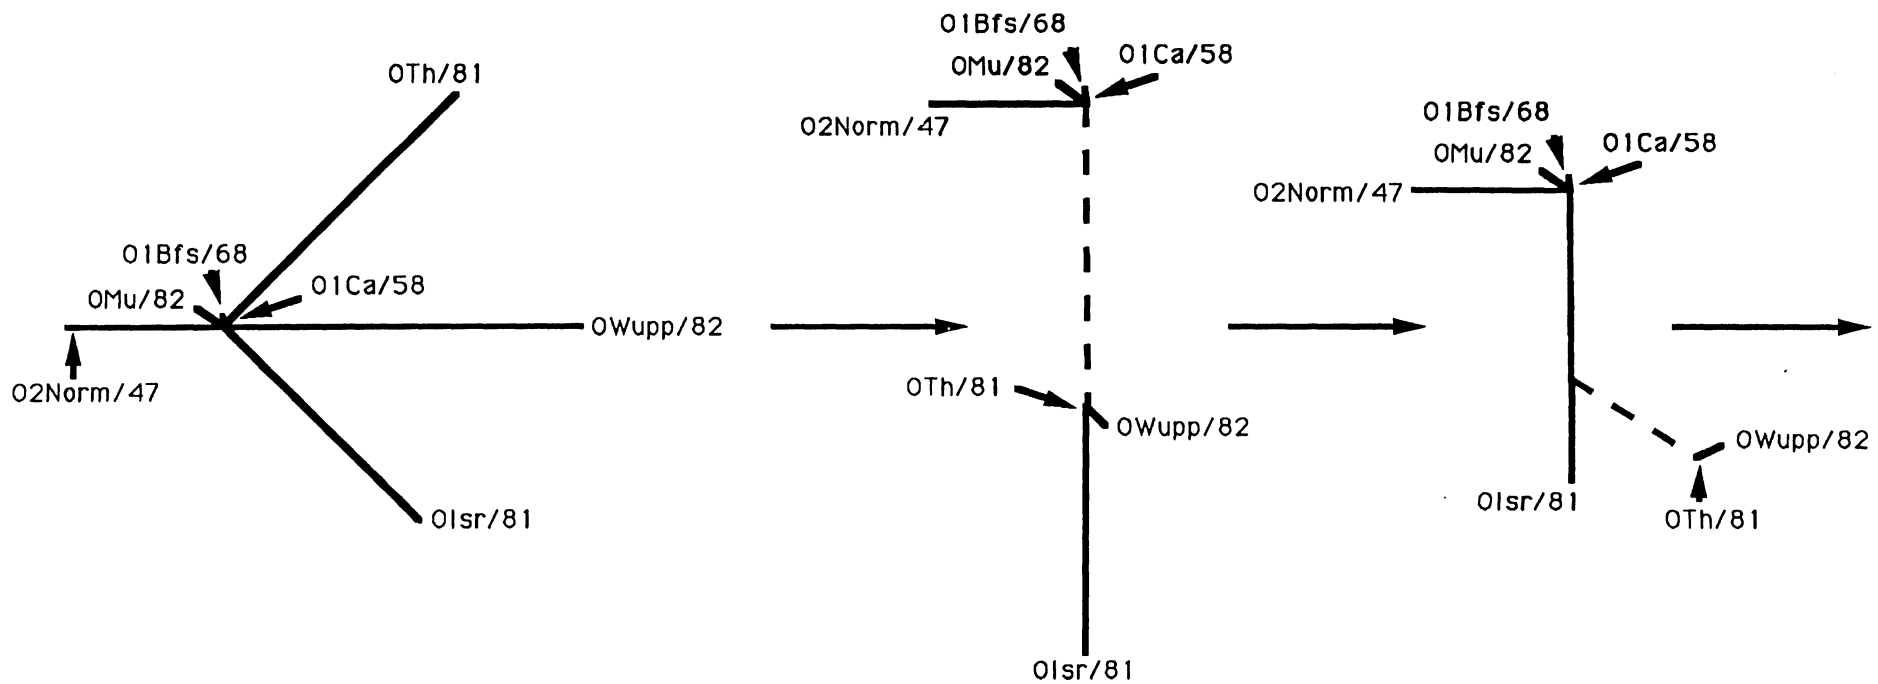 OTh/81
O1Bfs/68
OMu/82
O1Ca/58
OWupp/82
O2Norm/47
OIsr/81
O1Bfs/68
OMu/82
O1Ca/58
O2Norm/47
OTh/81
OWupp/82
OIsr/81
O1Bfs/68
OMu/82
O1Ca/58
O2Norm/47
OWupp/82
OIsr/81
OTh/81